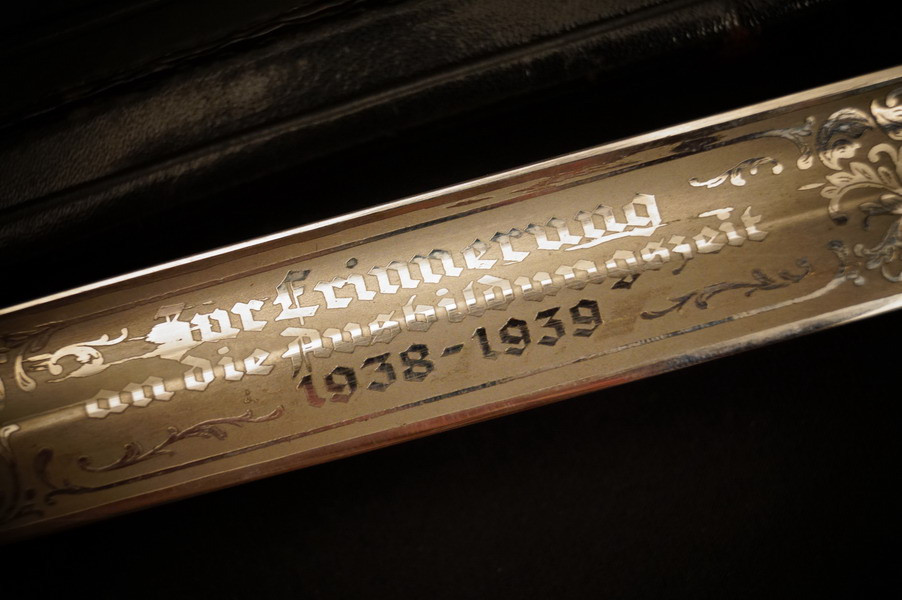 Zur Erinnerung
an die Ausbildungszeit
1938-1939